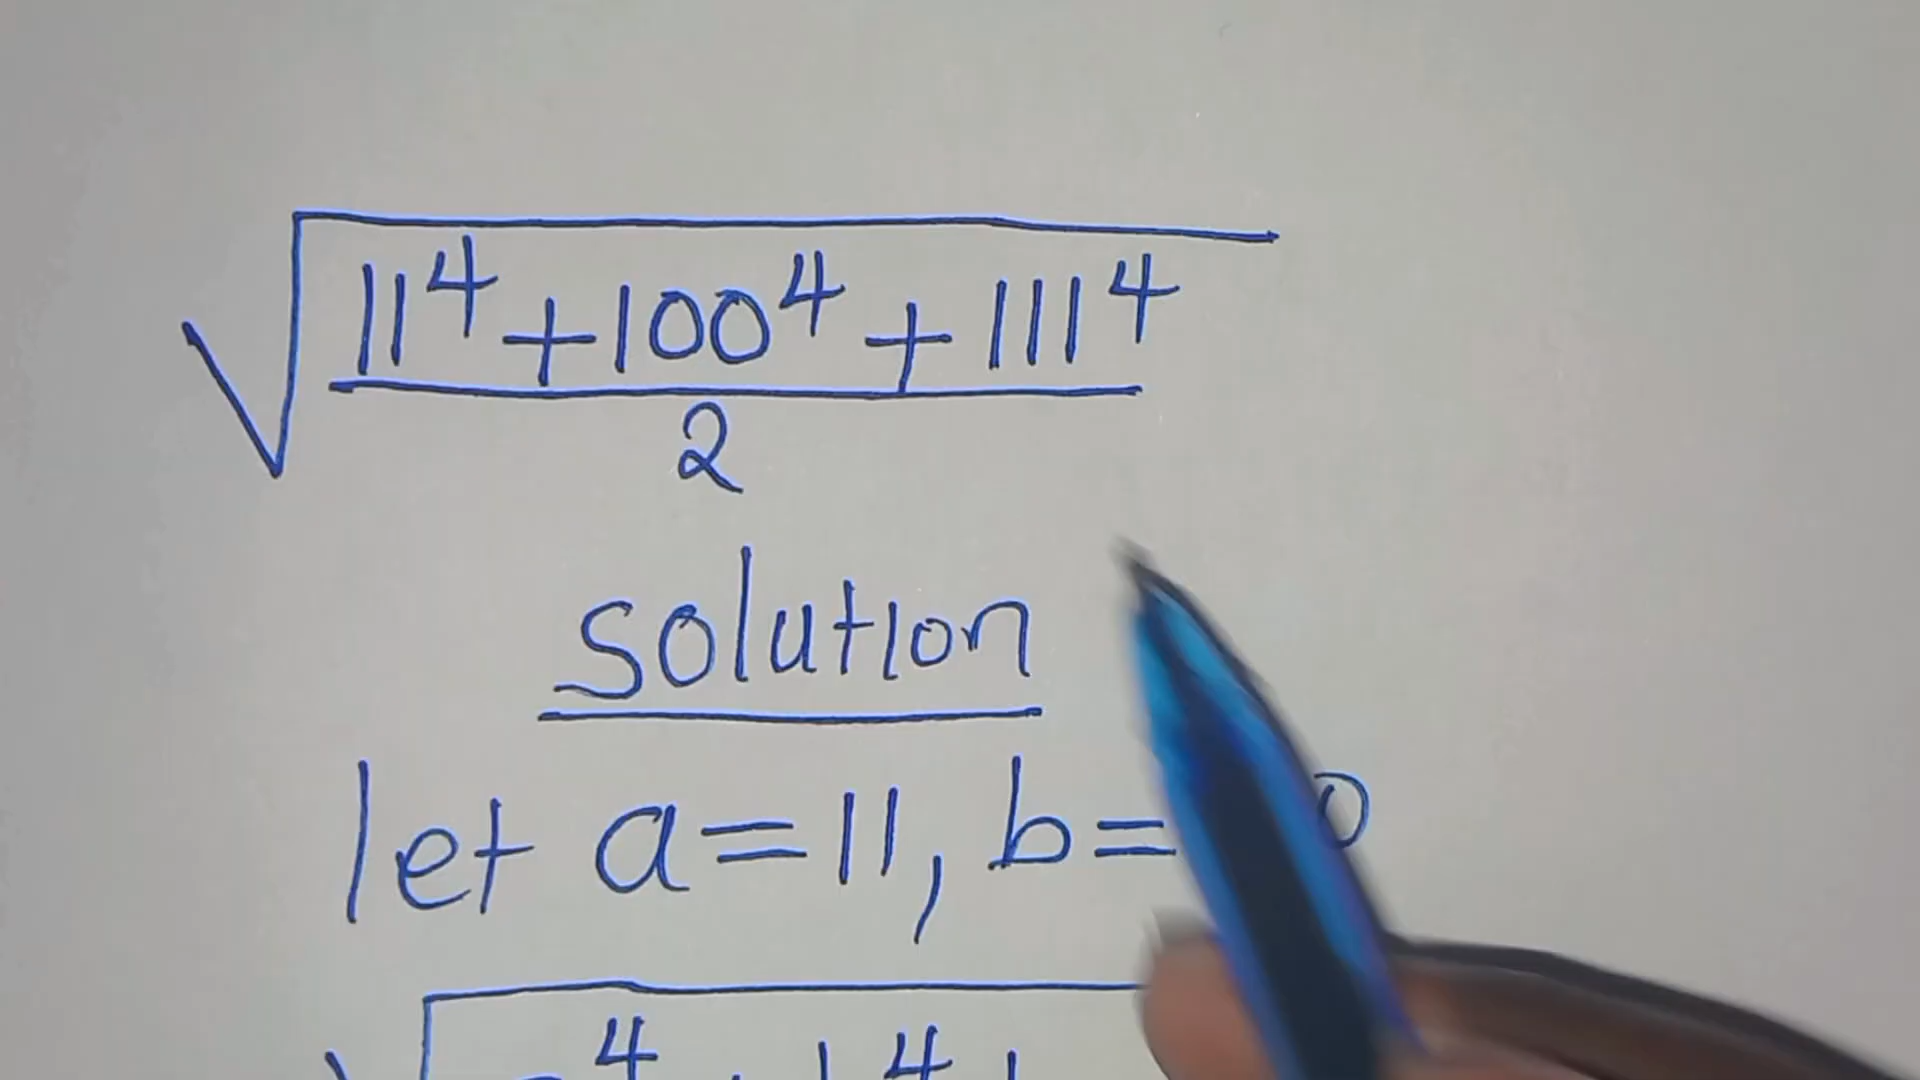 √((11⁴+100⁴+111⁴)/2)
solution
let a=11, b=